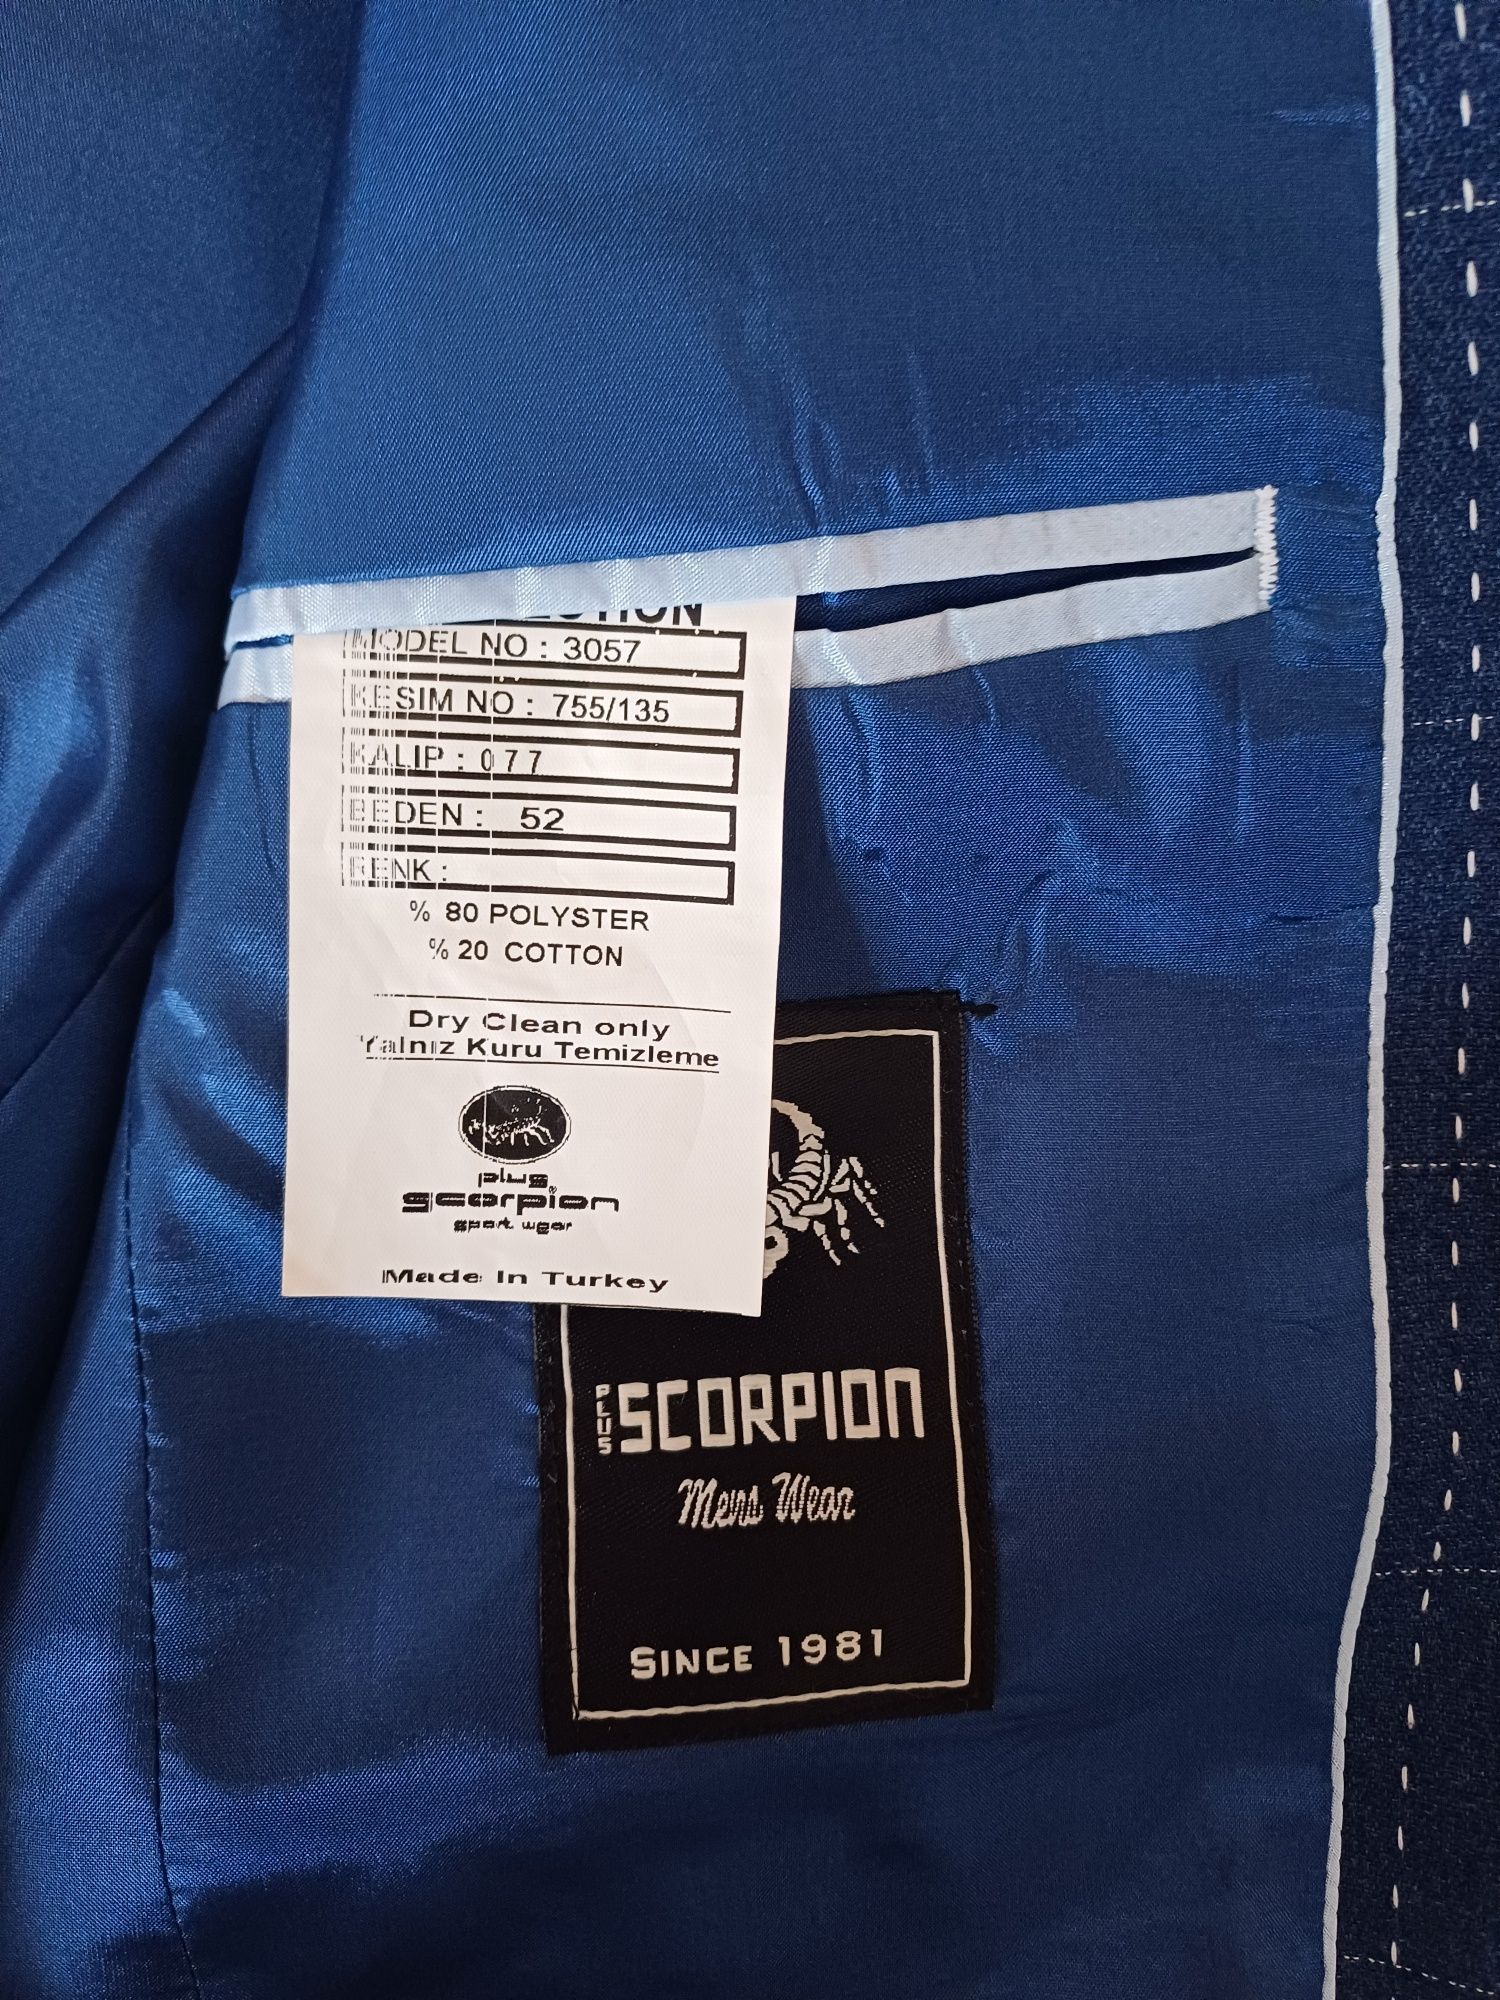 MODEL NO : 3057
KESIM NO : 755/135
KALIP : 077
BEDEN : 52
RENK :
% 80 POLYSTER
% 20 COTTON
Dry Clean only
Yalnız Kuru Temizleme
plus
scorpion®
sport wear
Made In Turkey
PLUS SCORPION
Mens Wear
SINCE 1981